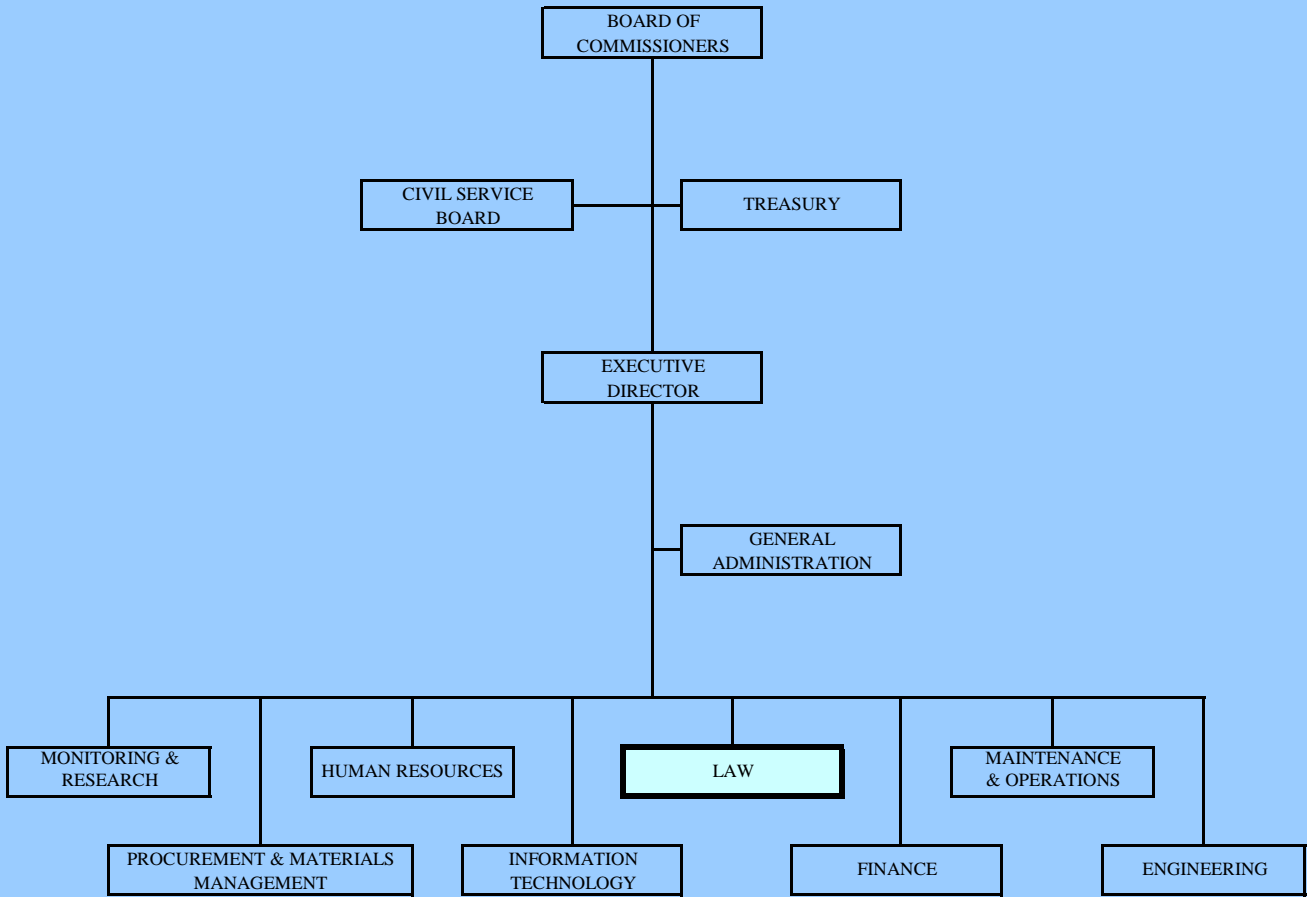 BOARD OF
COMMISSIONERS
CIVIL SERVICE
BOARD
TREASURY
EXECUTIVE
DIRECTOR
GENERAL
ADMINISTRATION
MONITORING &
RESEARCH
HUMAN RESOURCES
LAW
MAINTENANCE
& OPERATIONS
PROCUREMENT & MATERIALS
MANAGEMENT
INFORMATION
TECHNOLOGY
FINANCE
ENGINEERING